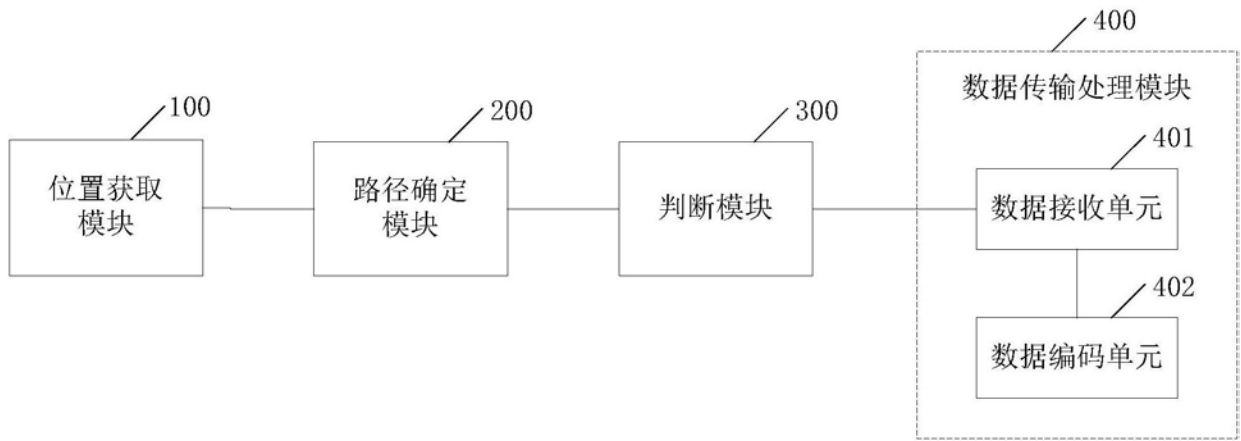 400
数据传输处理模块
100
位置获取
模块
200
路径确定
模块
300
判断模块
401
数据接收单元
402
数据编码单元